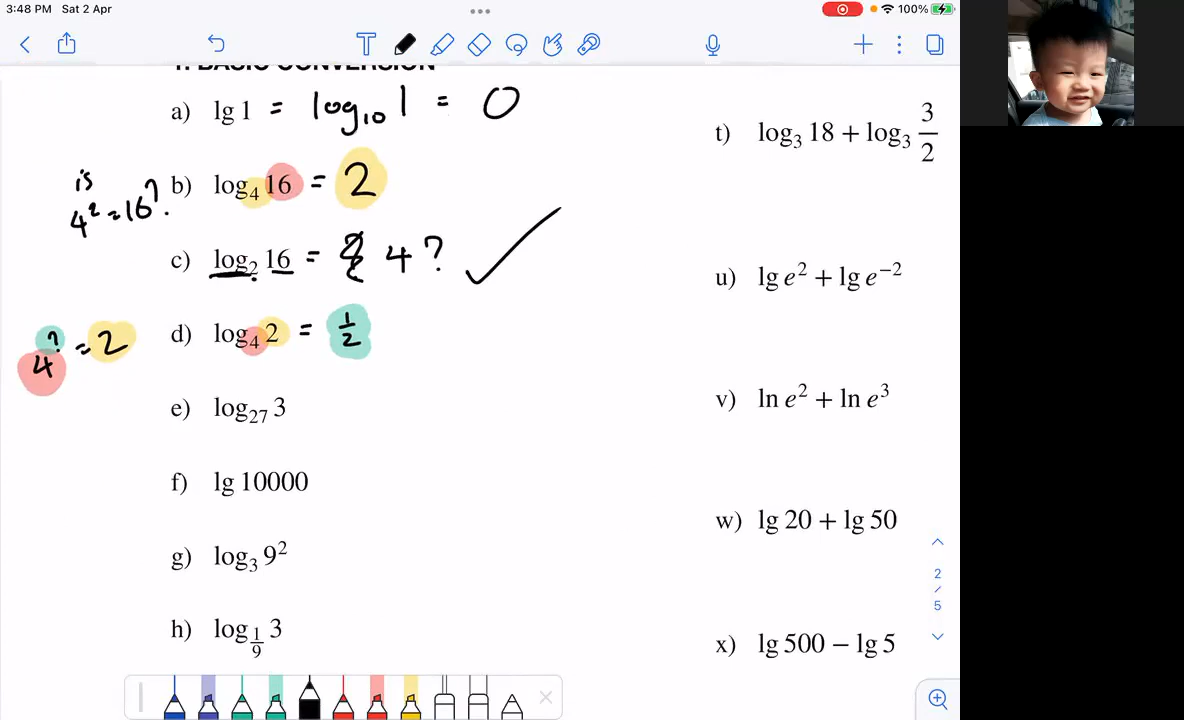 3:48 PM Sat 2 Apr
100%
1. BASIC CONVERSION
a) lg 1 = log₁₀ 1 = 0
is
4² = 16?
b) log₄ 16 = 2
c) log₂ 16 = 4 ?
4^? = 2
d) log₄ 2 = 1/2
e) log₂₇ 3
f) lg 10000
g) log₃ 9²
h) log_(1/9) 3
t) log₃ 18 + log₃ 3/2
u) lg e² + lg e⁻²
v) ln e² + ln e³
w) lg 20 + lg 50
x) lg 500 − lg 5
2
/
5